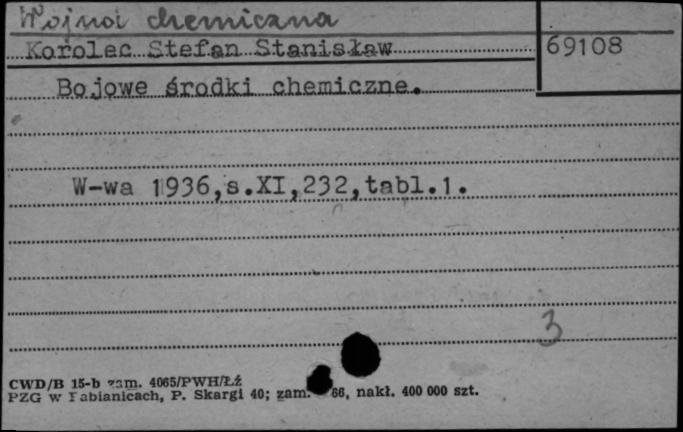 Wojna chemiczna
Korolec Stefan Stanisław
69108
Bojowe środki chemiczne.
W-wa 1936,s.XI,232,tabl.1.
3
CWD/B 15-b zam. 4065/PWH/ŁŹ
PZG w Pabianicach, P. Skargi 40; zam. 66, nakł. 400 000 szt.